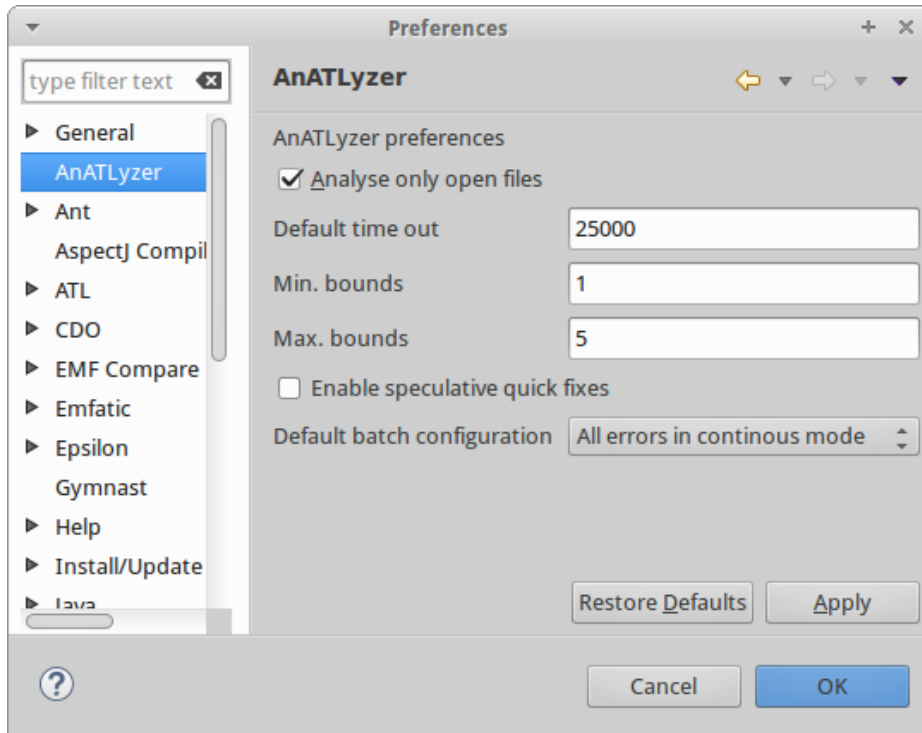 Preferences
type filter text
General
AnATLyzer
Ant
AspectJ Compil
ATL
CDO
EMF Compare
Emfatic
Epsilon
Gymnast
Help
Install/Update
Java
AnATLyzer
AnATLyzer preferences
Analyse only open files
Default time out 25000
Min. bounds 1
Max. bounds 5
Enable speculative quick fixes
Default batch configuration All errors in continous mode
Restore Defaults Apply
? Cancel OK